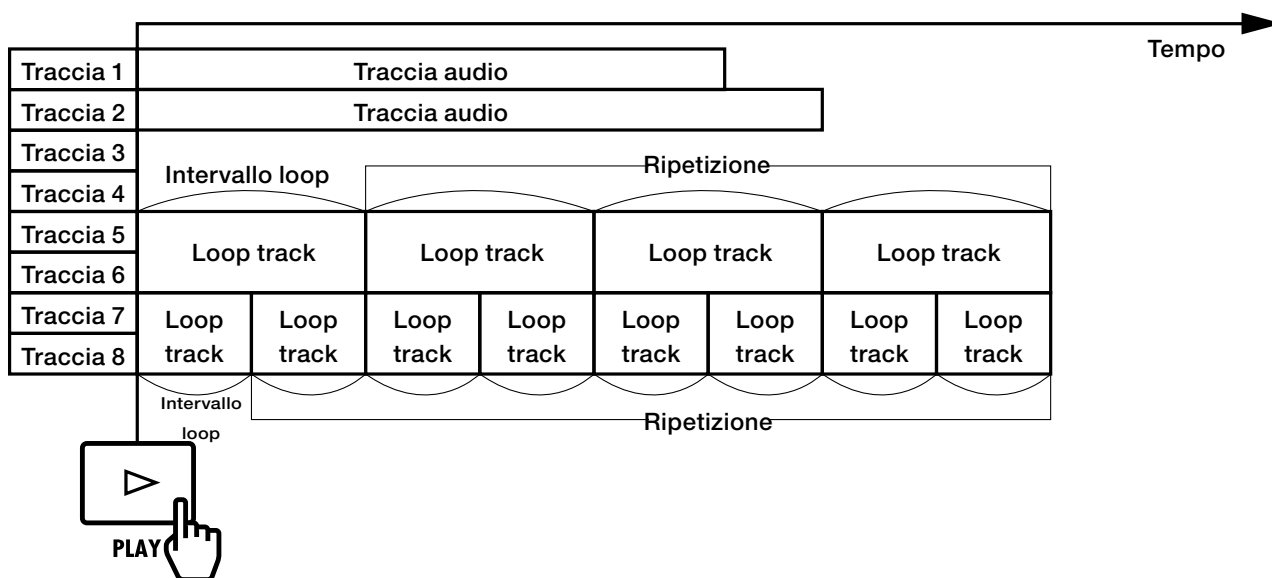 Tempo
Traccia 1
Traccia audio
Traccia 2
Traccia audio
Traccia 3
Traccia 4
Intervallo loop
Ripetizione
Traccia 5
Traccia 6
Loop track
Loop track
Loop track
Loop track
Traccia 7
Traccia 8
Loop
track
Loop
track
Loop
track
Loop
track
Loop
track
Loop
track
Loop
track
Loop
track
Intervallo
loop
Ripetizione
PLAY